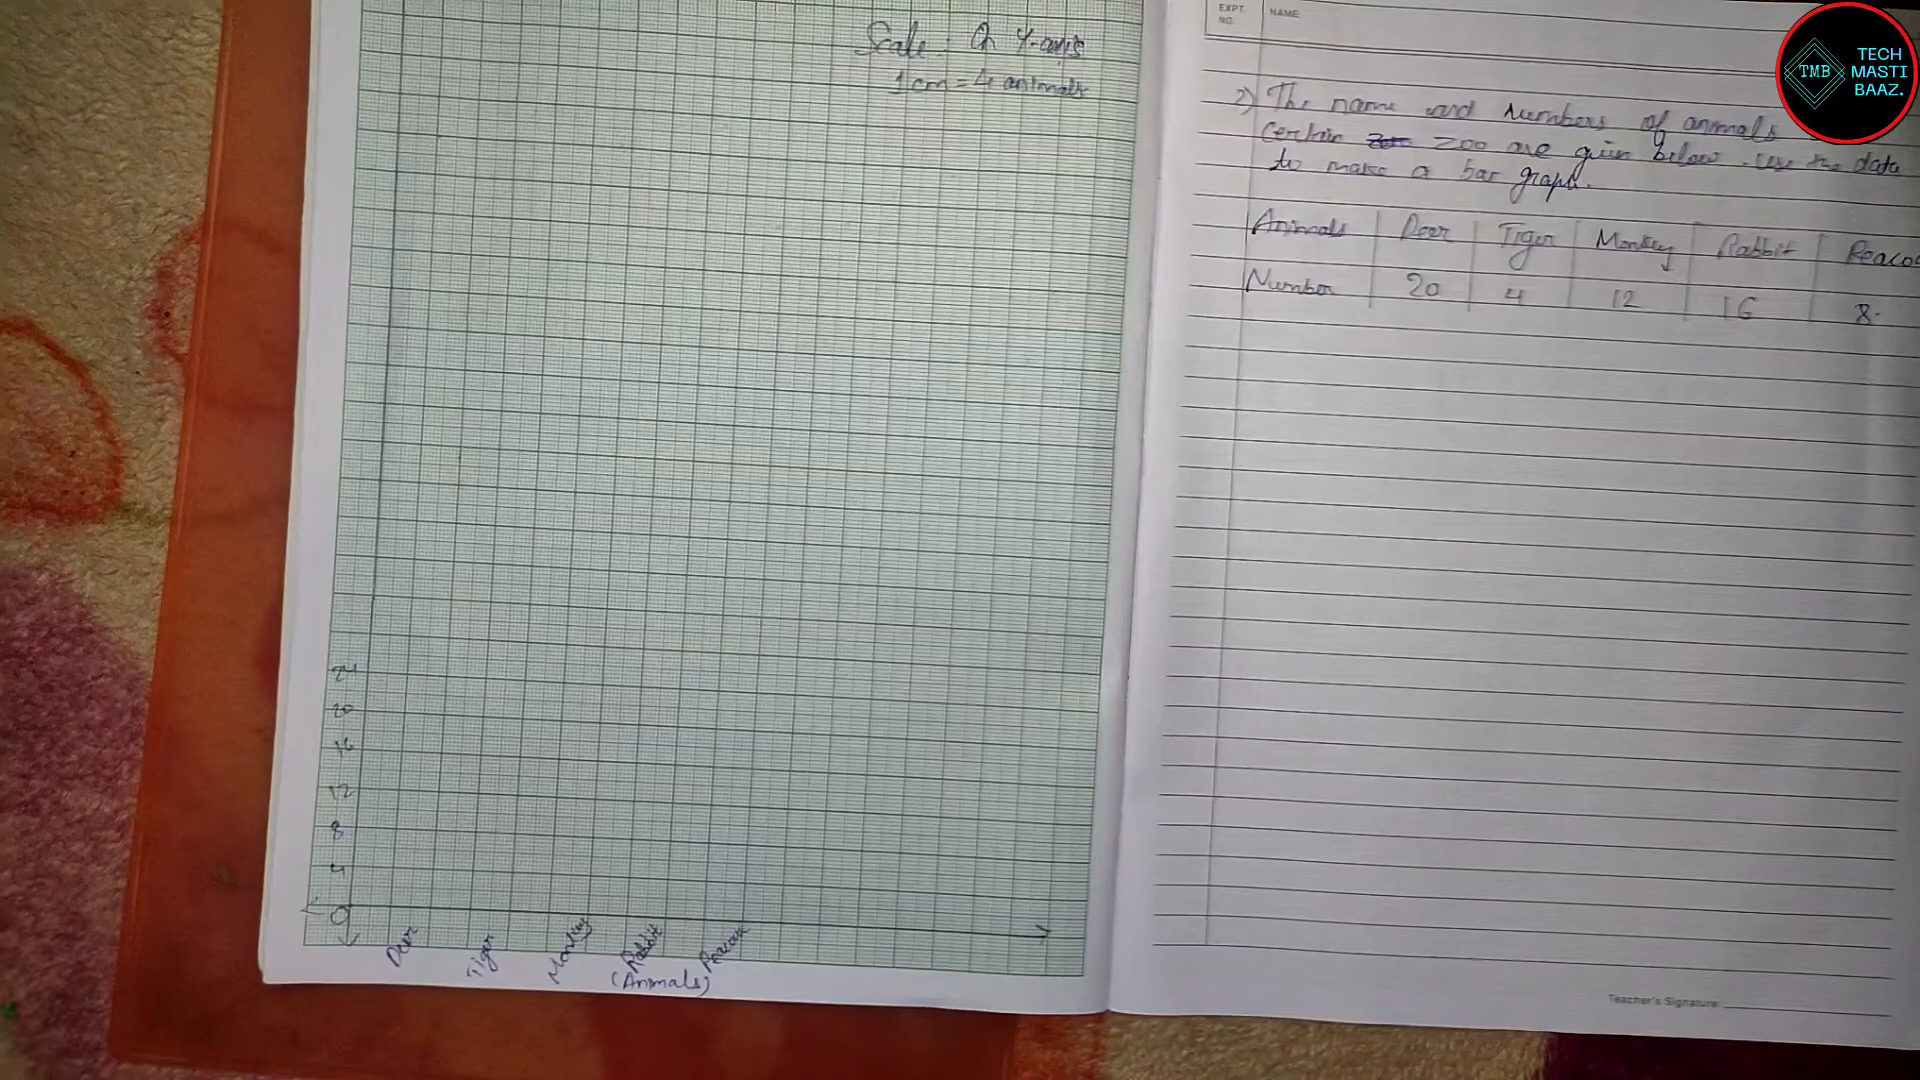 Scale : On Y-axis
1cm = 4 animals
24
20
16
12
8
4
0
Deer Tiger Monkey Rabbit Peacock
(Animals)
EXPT. NO. NAME
TECH
MASTI
BAAZ.
TMB
2) The name and numbers of animals
certain zoo are given below. Use the data
to make a bar graph.
Animals Deer Tiger Monkey Rabbit Peaco
Number 20 4 12 16 8.
Teacher's Signature: